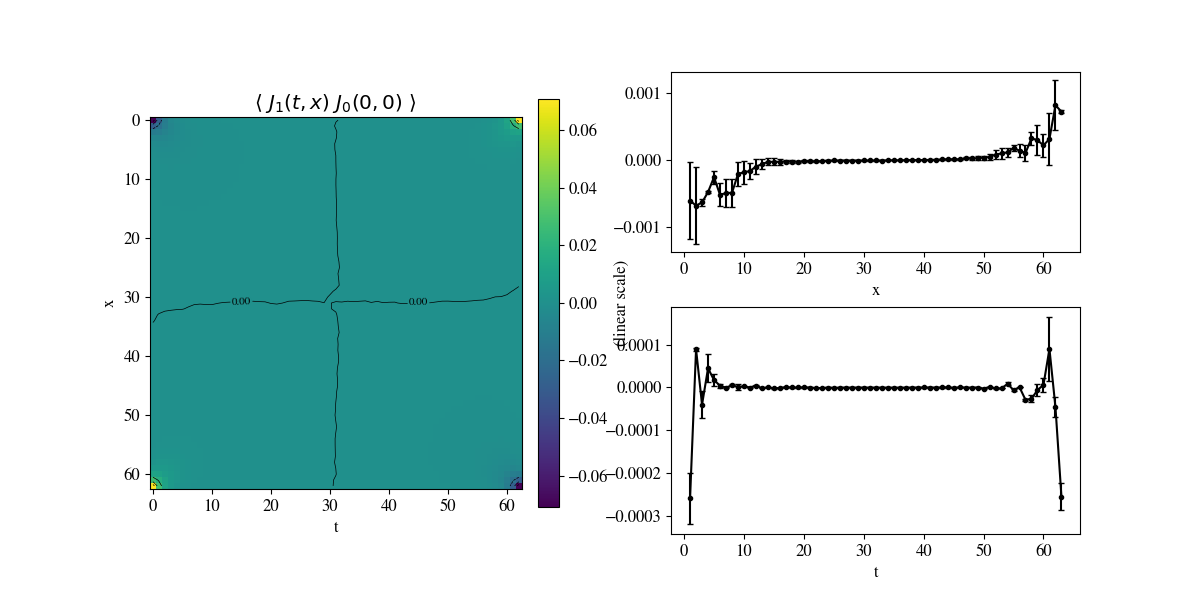 ⟨ J₁(t, x) J₀(0, 0) ⟩
0
10
20
30
40
50
60
x
0.00
0.00
0 10 20 30 40 50 60
t
0.06
0.04
0.02
0.00
−0.02
−0.04
−0.06
0.001
0.000
−0.001
0 10 20 30 40 50 60
x
(linear scale)
0.0001
0.0000
−0.0001
−0.0002
−0.0003
0 10 20 30 40 50 60
t